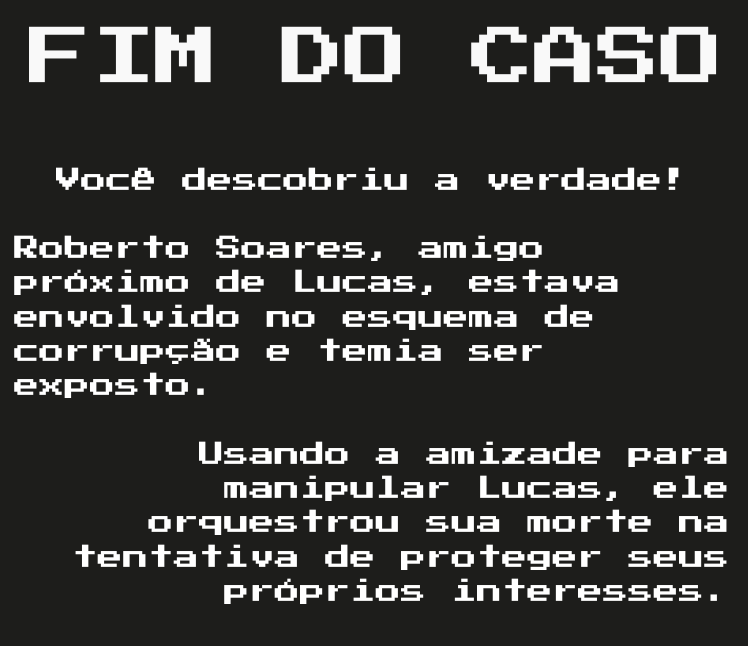 FIM DO CASO
Você descobriu a verdade!
Roberto Soares, amigo
próximo de Lucas, estava
envolvido no esquema de
corrupção e temia ser
exposto.
Usando a amizade para
manipular Lucas, ele
orquestrou sua morte na
tentativa de proteger seus
próprios interesses.